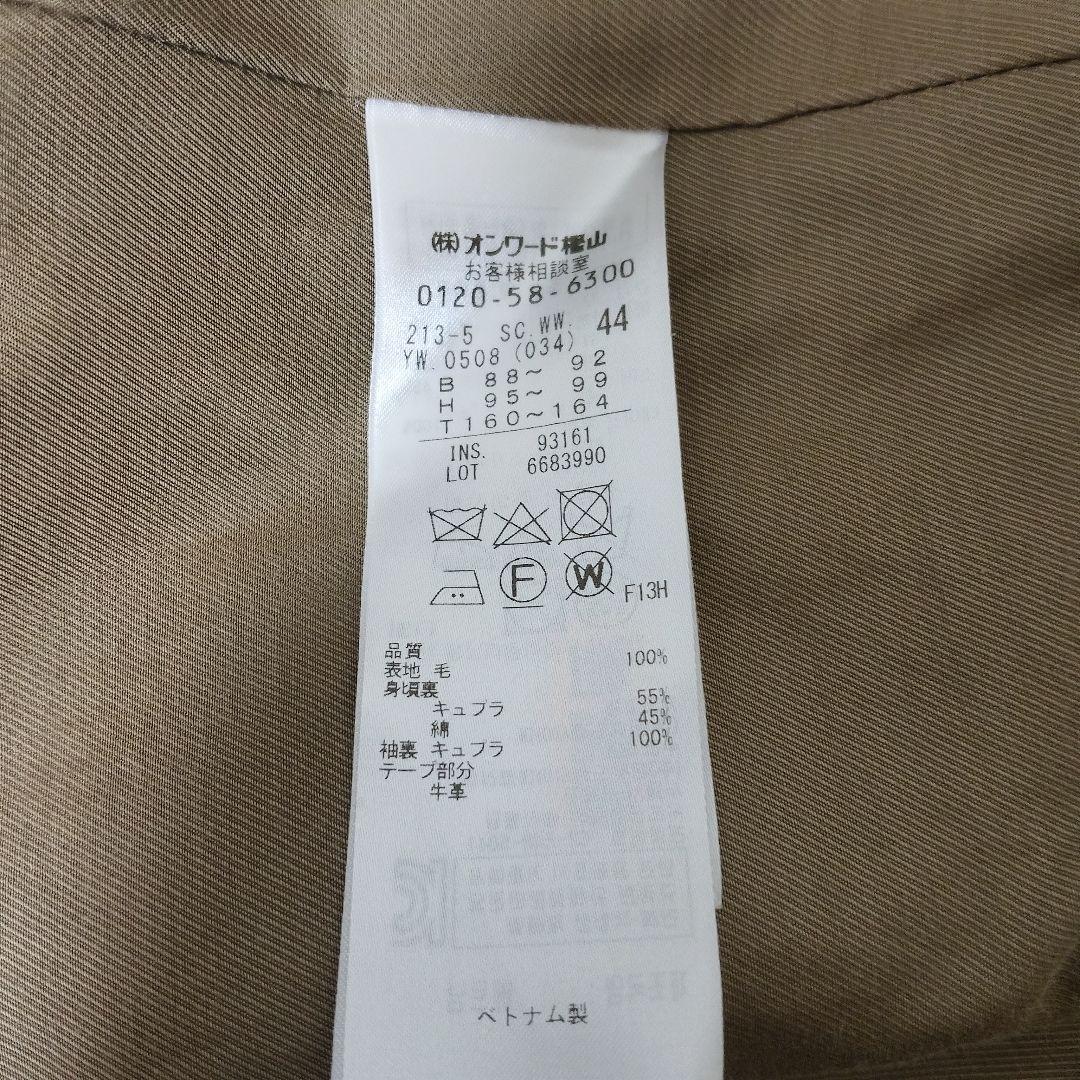 (株)オンワード樫山
お客様相談室
0120-58-6300
213-5 SC.WW. 44
YW.0508(034)
B 88～ 92
H 95～ 99
T160～164
INS. 93161
LOT 6683990
F W F13H
品質
表地 毛 100%
身頃裏
キュプラ 55%
綿 45%
袖裏 キュプラ 100%
テープ部分
牛革
ベトナム製